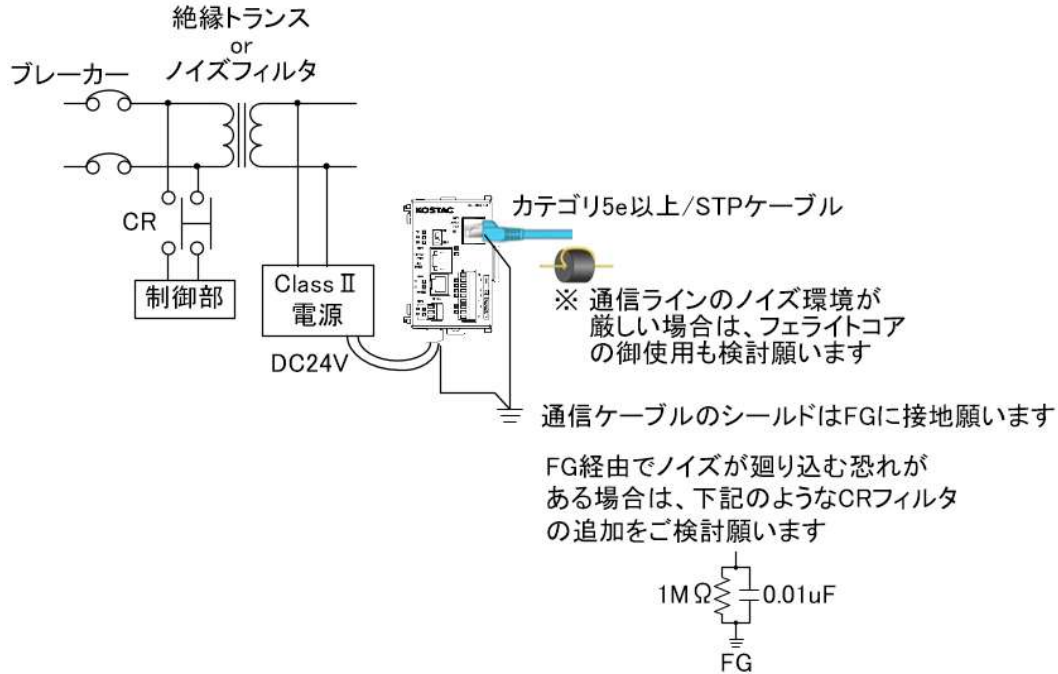 絶縁トランス
or
ブレーカー ノイズフィルタ
CR
制御部
Class Ⅱ
電源
DC24V
KOSTAC
カテゴリ5e以上/STPケーブル
※ 通信ラインのノイズ環境が
厳しい場合は、フェライトコア
の御使用も検討願います
通信ケーブルのシールドはFGに接地願います
FG経由でノイズが廻り込む恐れが
ある場合は、下記のようなCRフィルタ
の追加をご検討願います
1MΩ 0.01uF
FG